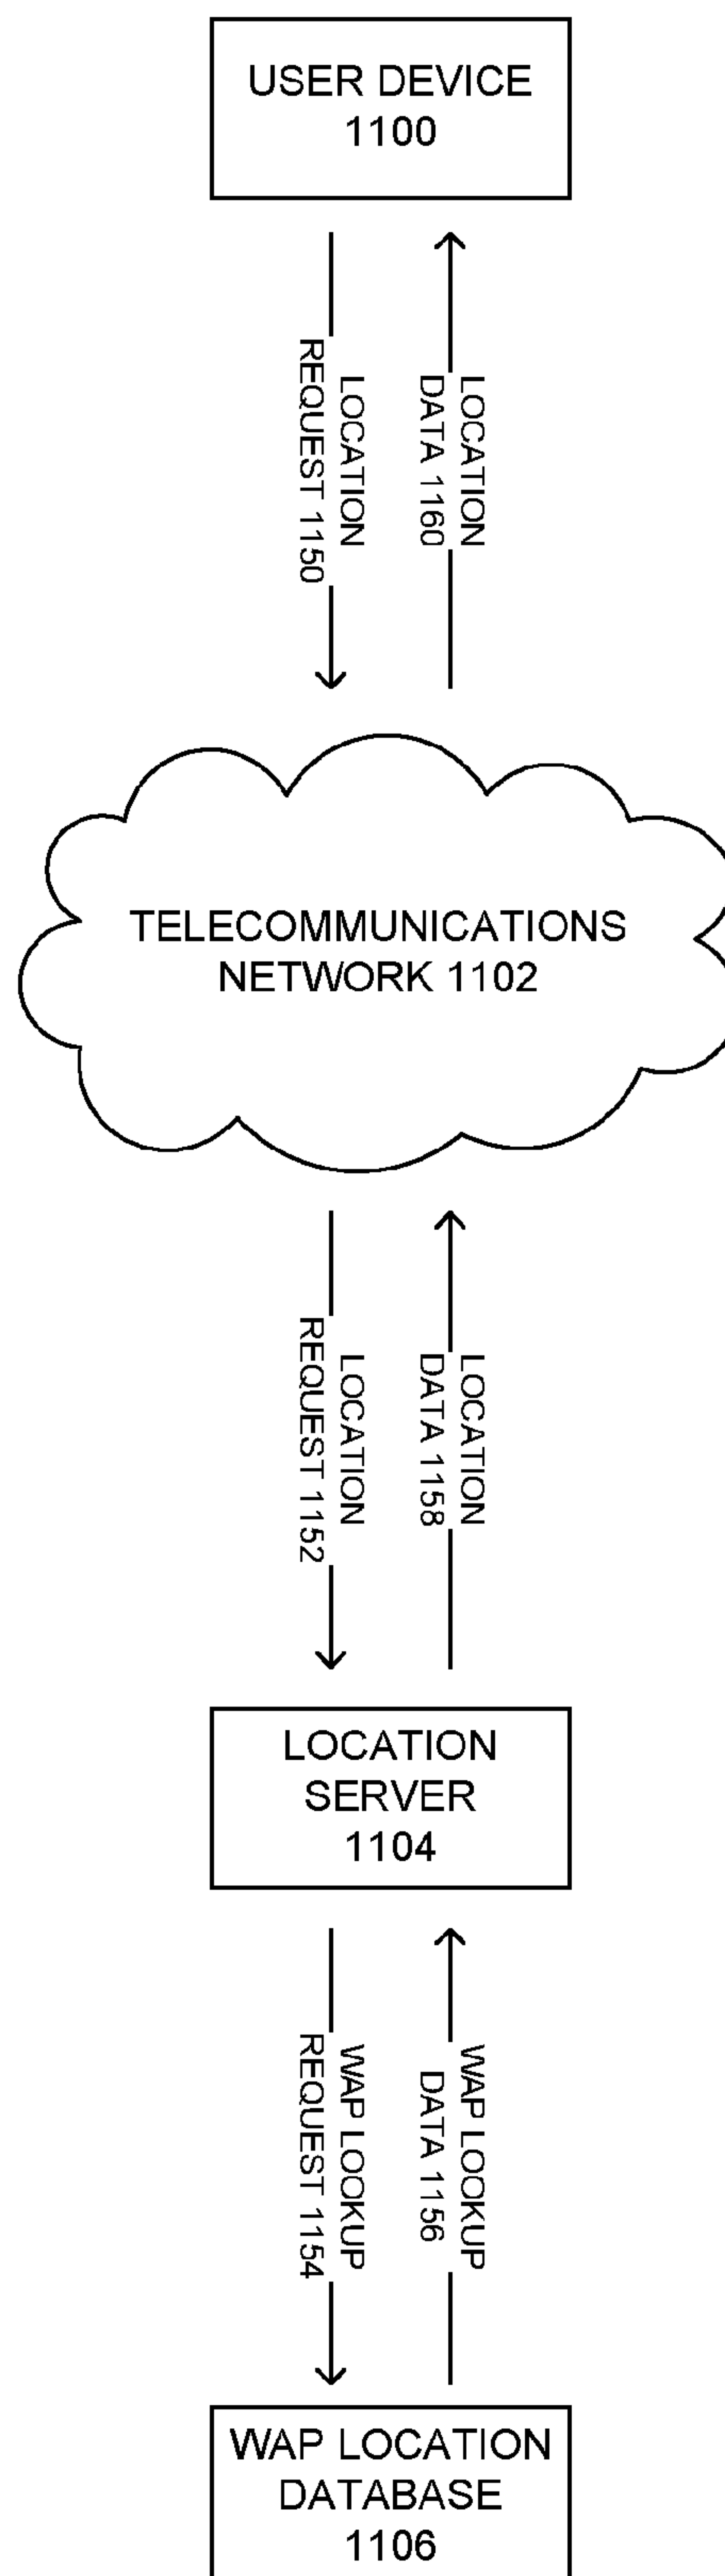 USER DEVICE
1100
LOCATION
REQUEST 1150
LOCATION
DATA 1160
TELECOMMUNICATIONS
NETWORK 1102
LOCATION
REQUEST 1152
LOCATION
DATA 1158
LOCATION
SERVER
1104
WAP LOOKUP
REQUEST 1154
WAP LOOKUP
DATA 1156
WAP LOCATION
DATABASE
1106